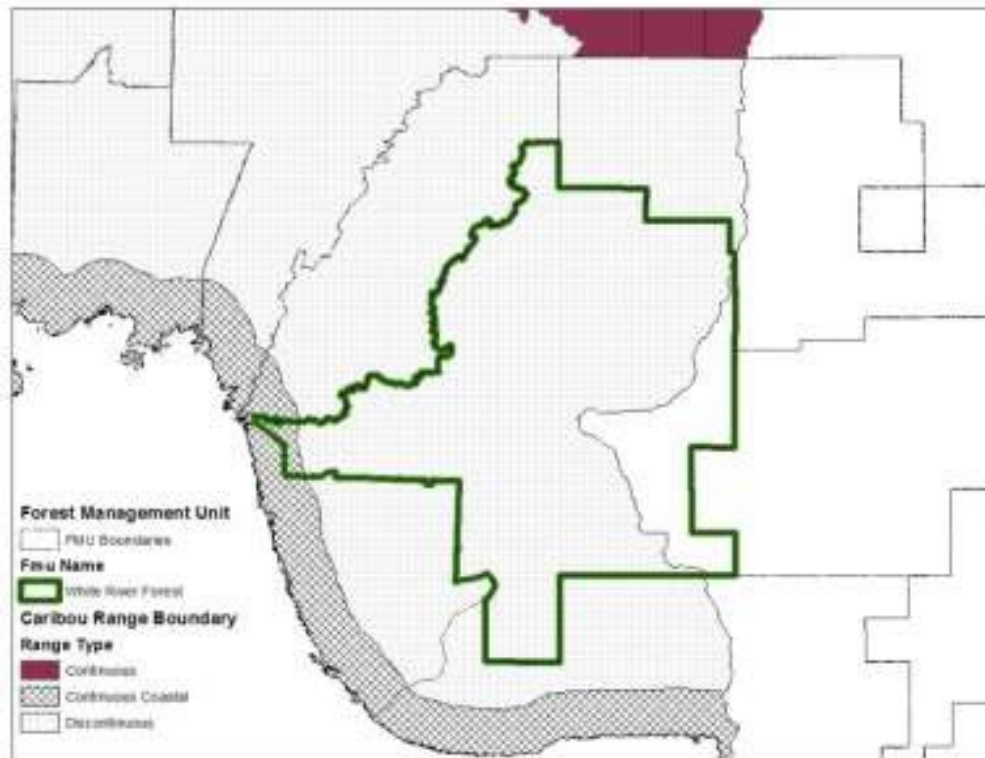 Forest Management Unit
FMU Boundaries
Fmu Name
White River Forest
Caribou Range Boundary
Range Type
Continuous
Continuous Coastal
Discontinuous